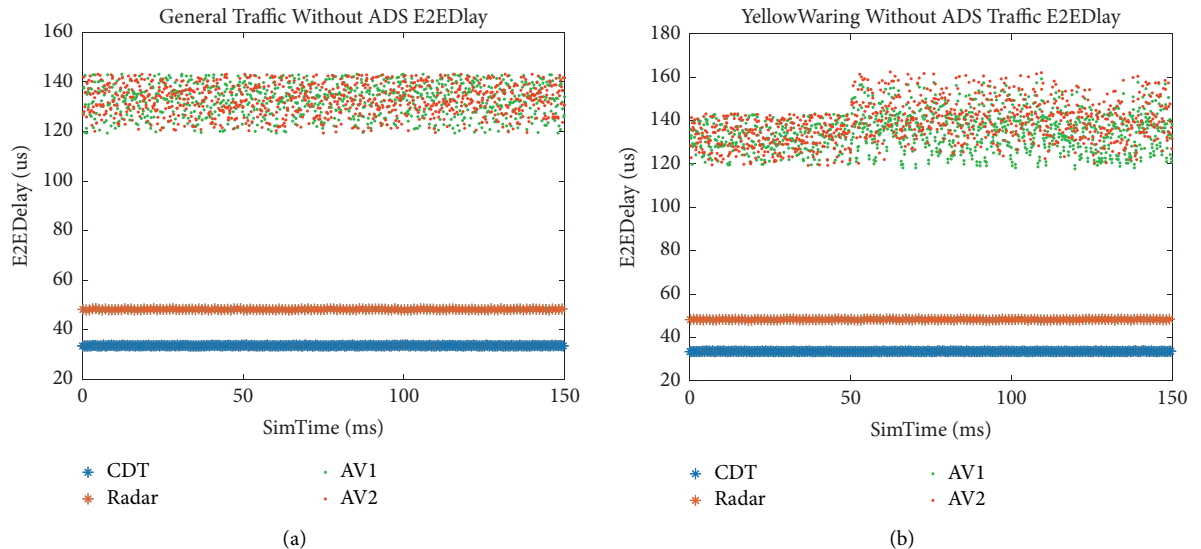 General Traffic Without ADS E2EDlay
160
140
120
100
80
60
40
20
E2EDelay (us)
0
50
100
150
SimTime (ms)
CDT
Radar
AV1
AV2
(a)
YellowWaring Without ADS Traffic E2EDlay
180
160
140
120
100
80
60
40
20
E2EDelay (us)
0
50
100
150
SimTime (ms)
CDT
Radar
AV1
AV2
(b)